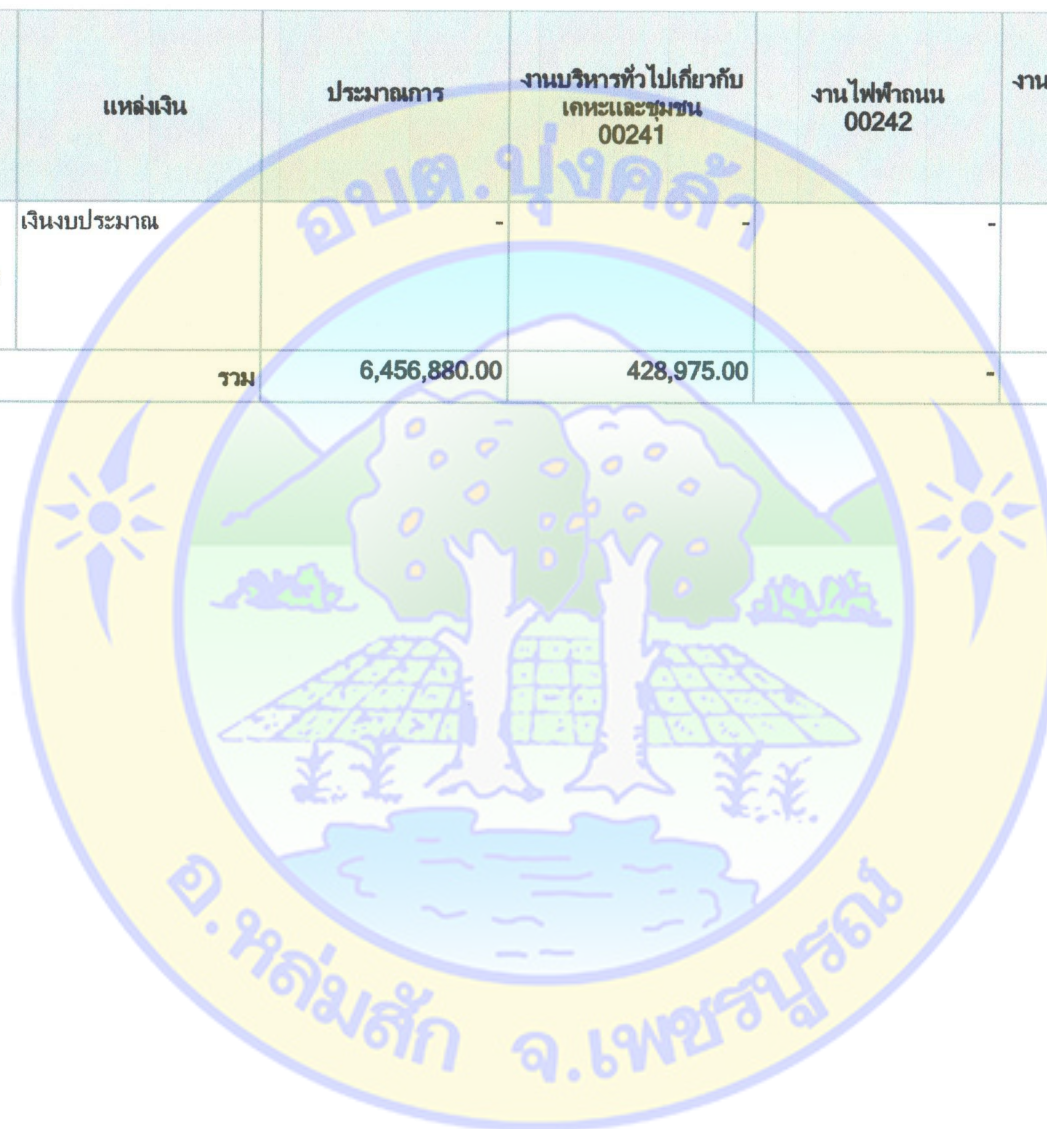 แหล่งเงิน
ประมาณการ
งานบริหารทั่วไปเกี่ยวกับ
เคหะและชุมชน
00241
งานไฟฟ้าถนน
00242
งาน
เงินงบประมาณ
-
-
-
รวม
6,456,880.00
428,975.00
-
อบต.บุ่งคล้า
อ.หล่มสัก จ.เพชรบูรณ์